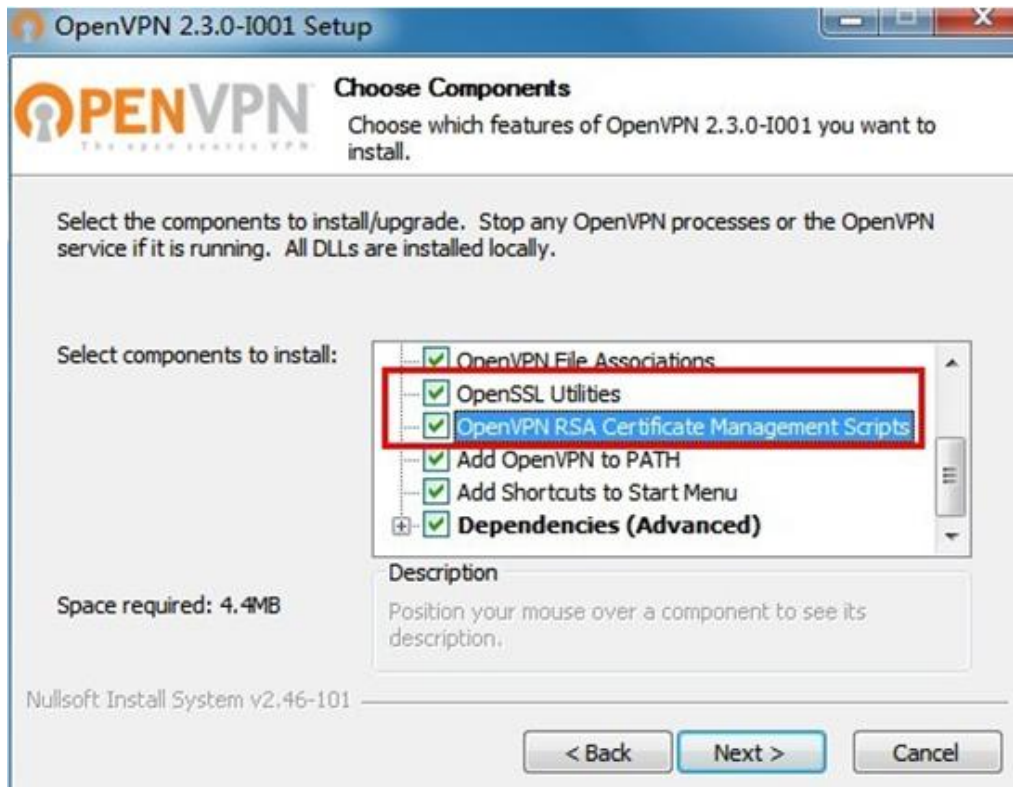 OpenVPN 2.3.0-I001 Setup
OPENVPN
The open source VPN
Choose Components
Choose which features of OpenVPN 2.3.0-I001 you want to
install.
Select the components to install/upgrade. Stop any OpenVPN processes or the OpenVPN
service if it is running. All DLLs are installed locally.
Select components to install:
OpenVPN File Associations
OpenSSL Utilities
OpenVPN RSA Certificate Management Scripts
Add OpenVPN to PATH
Add Shortcuts to Start Menu
Dependencies (Advanced)
Space required: 4.4MB
Description
Position your mouse over a component to see its
description.
Nullsoft Install System v2.46-101
< Back
Next >
Cancel